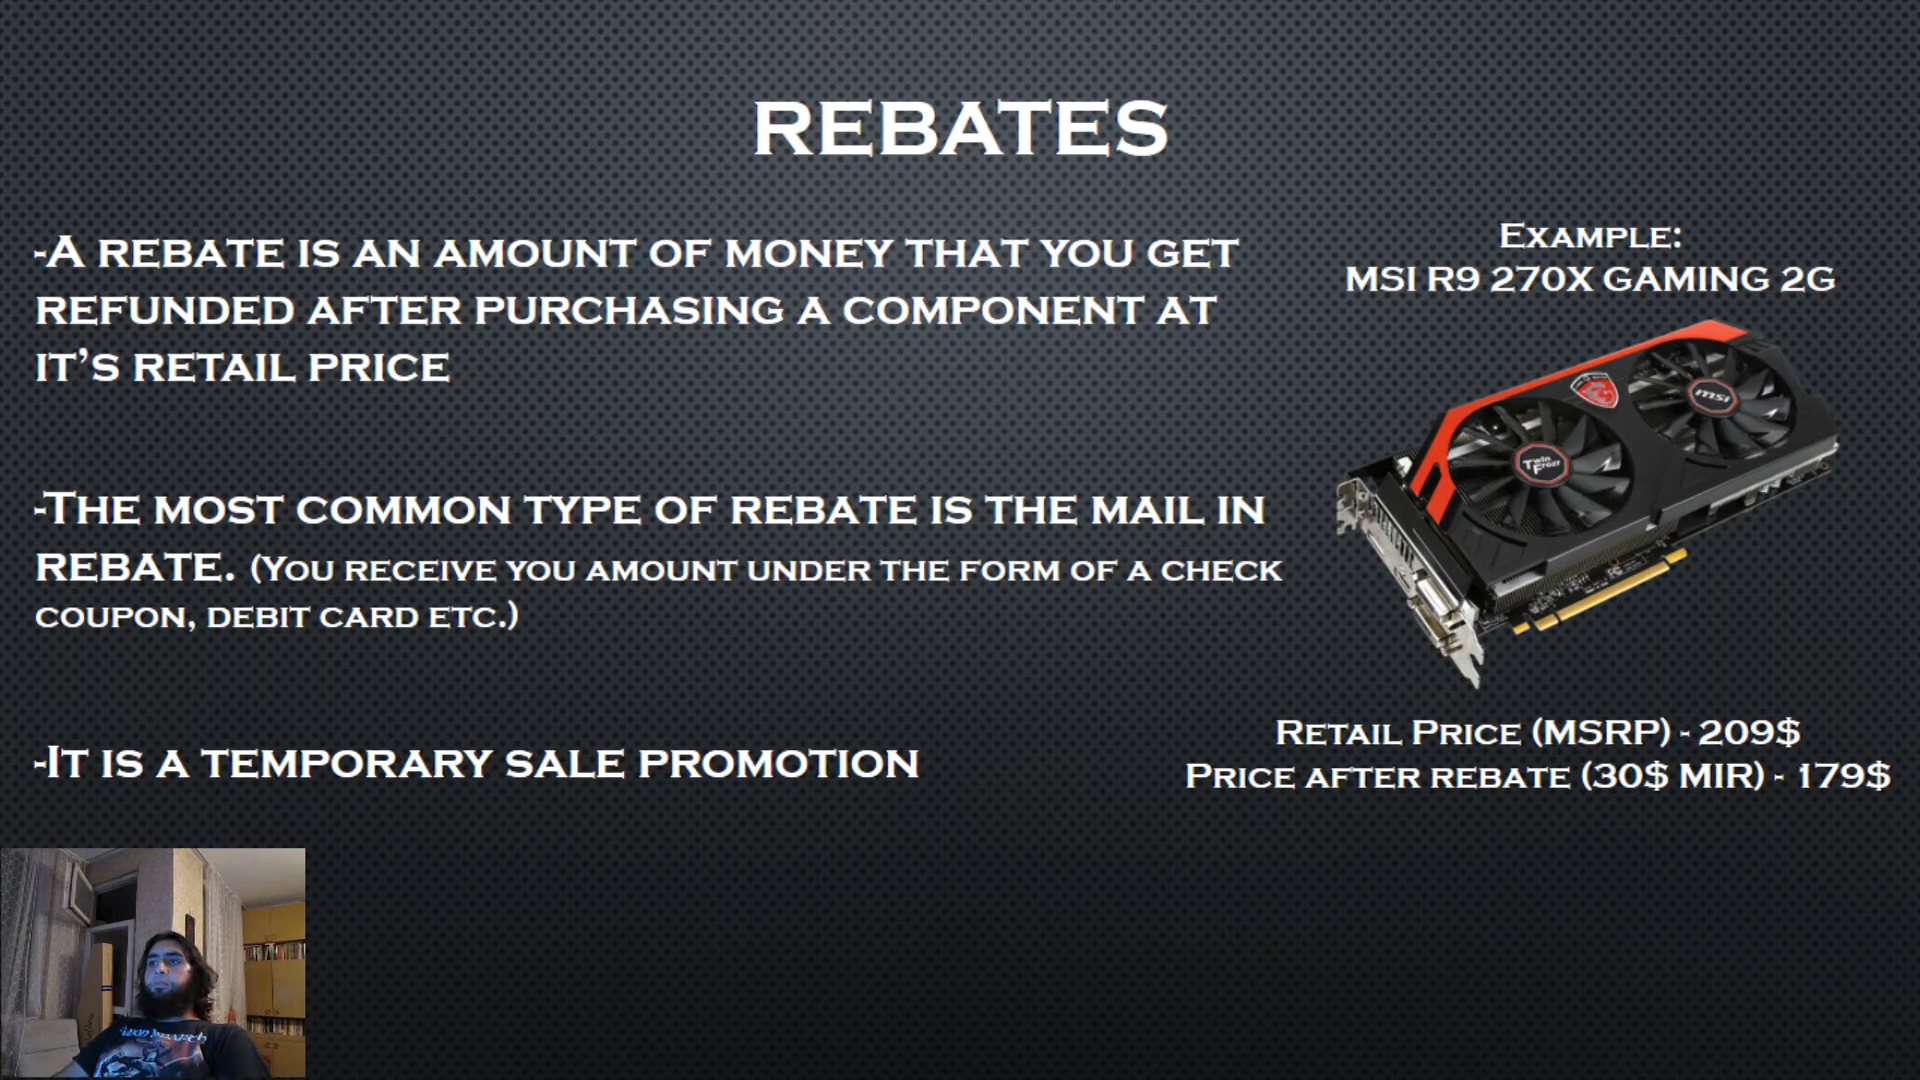 REBATES
-A REBATE IS AN AMOUNT OF MONEY THAT YOU GET
REFUNDED AFTER PURCHASING A COMPONENT AT
IT'S RETAIL PRICE
-THE MOST COMMON TYPE OF REBATE IS THE MAIL IN
REBATE. (YOU RECEIVE YOU AMOUNT UNDER THE FORM OF A CHECK
COUPON, DEBIT CARD ETC.)
-IT IS A TEMPORARY SALE PROMOTION
EXAMPLE:
MSI R9 270X GAMING 2G
msi
Twin
Frozr
RETAIL PRICE (MSRP) - 209$
PRICE AFTER REBATE (30$ MIR) - 179$